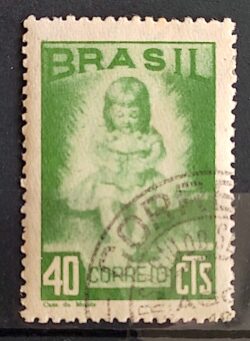 BRASIL
40 CORREIO CTS
Casa da Moeda